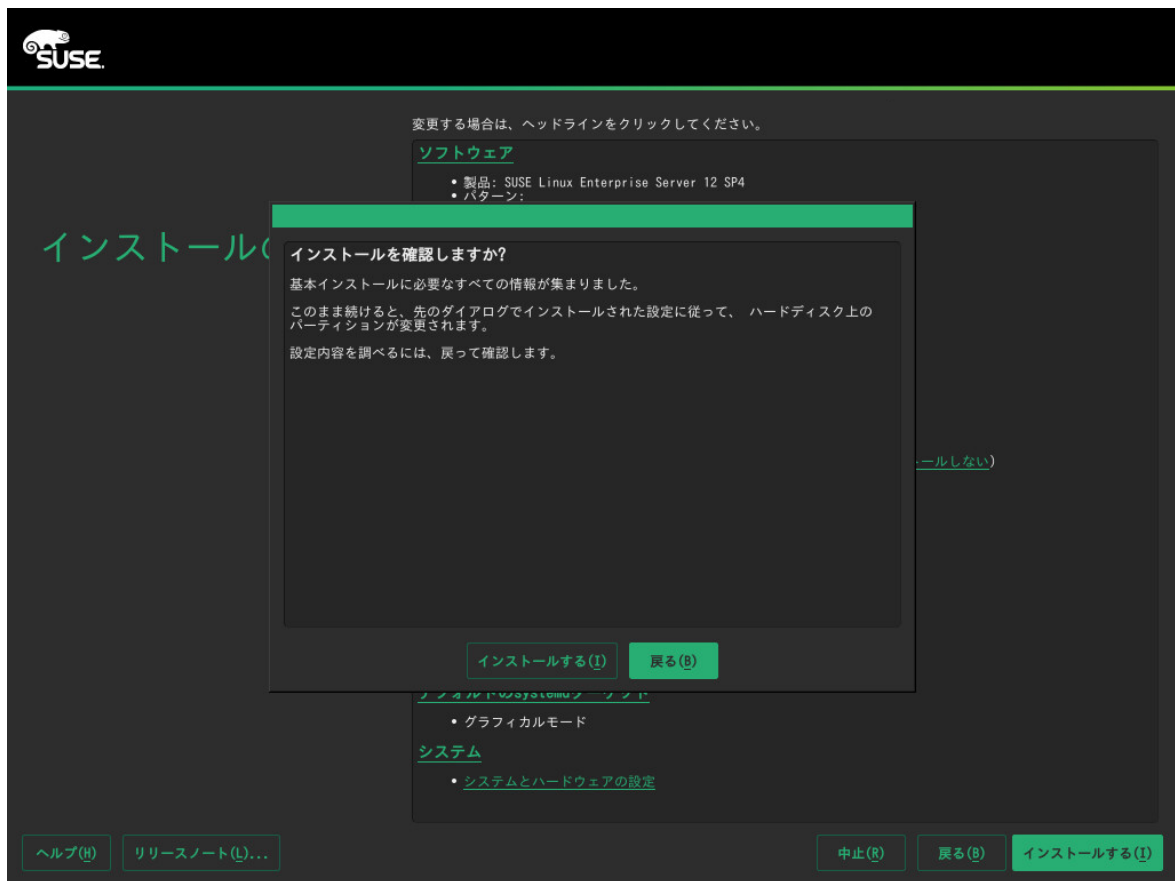 SUSE.
変更する場合は、ヘッドラインをクリックしてください。
ソフトウェア
• 製品: SUSE Linux Enterprise Server 12 SP4
• パターン:
インストール
インストールを確認しますか?
基本インストールに必要なすべての情報が集まりました。
このまま続けると、先のダイアログでインストールされた設定に従って、 ハードディスク上の
パーティションが変更されます。
設定内容を調べるには、戻って確認します。
ールしない)
インストールする(I) 戻る(B)
• グラフィカルモード
システム
• システムとハードウェアの設定
ヘルプ(H) リリースノート(L)... 中止(R) 戻る(B) インストールする(I)